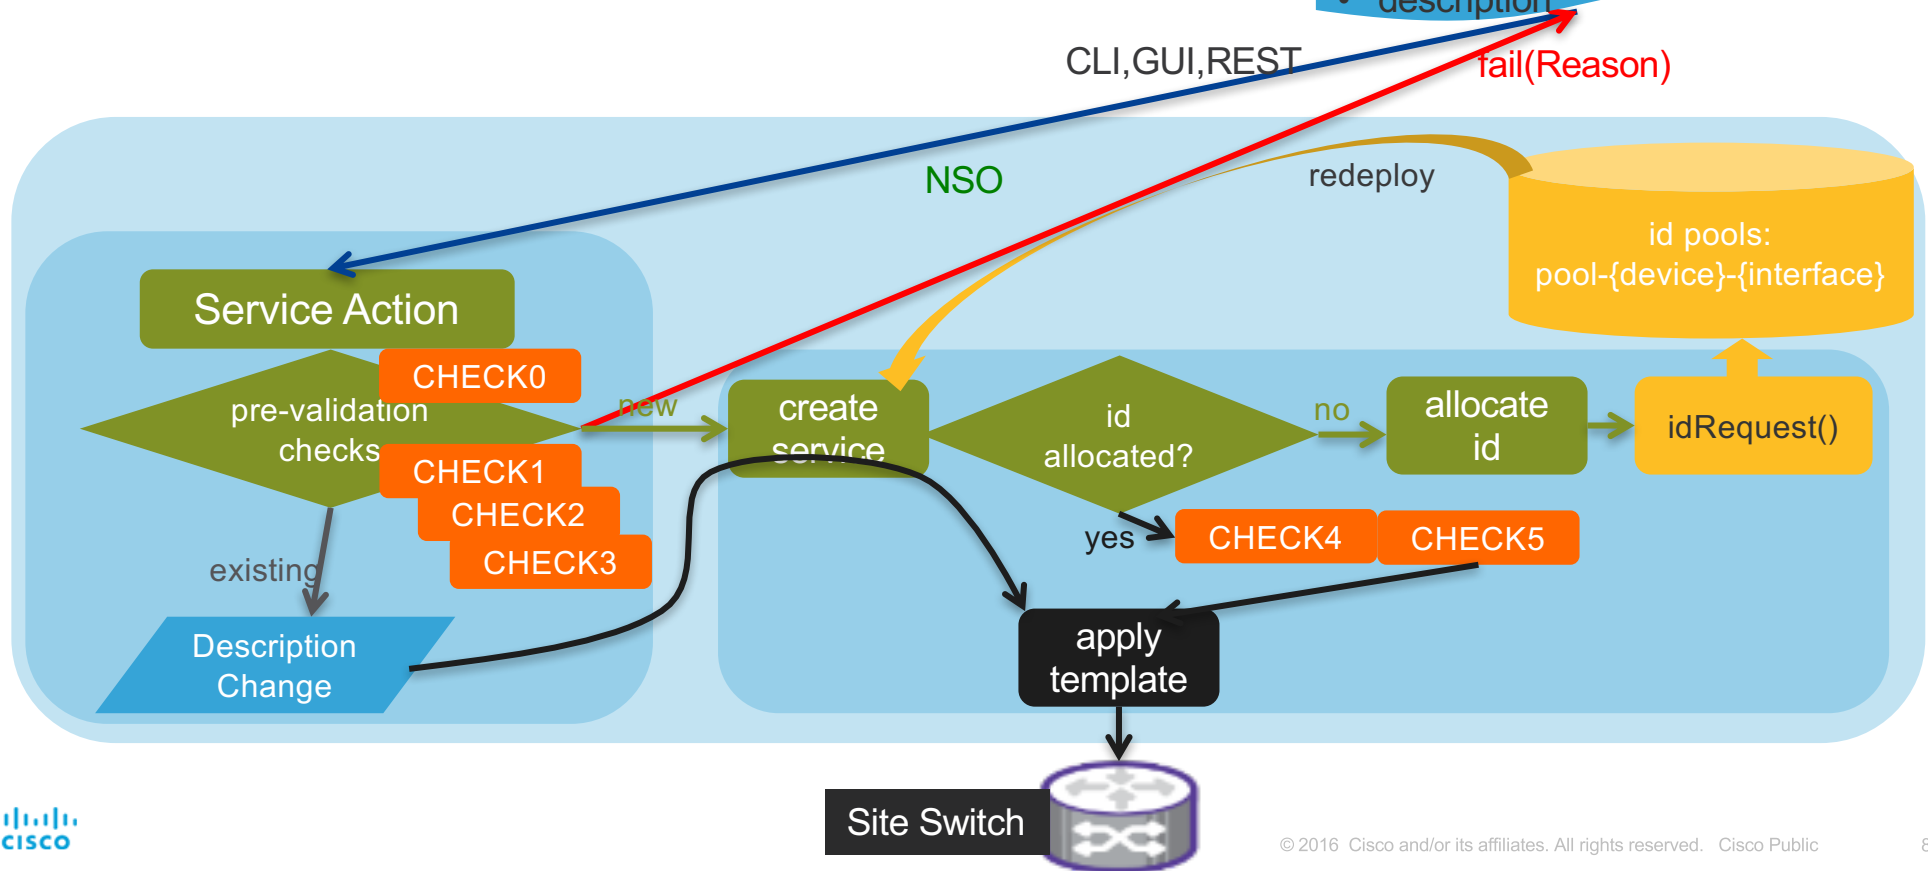 • description
CLI,GUI,REST
fail(Reason)
NSO
redeploy
id pools:
pool-{device}-{interface}
Service Action
CHECK0
pre-validation
checks
new
create
service
id
allocated?
no
allocate
id
idRequest()
CHECK1
CHECK2
CHECK3
yes
CHECK4
CHECK5
existing
Description
Change
apply
template
Site Switch
CISCO
© 2016 Cisco and/or its affiliates. All rights reserved. Cisco Public
8